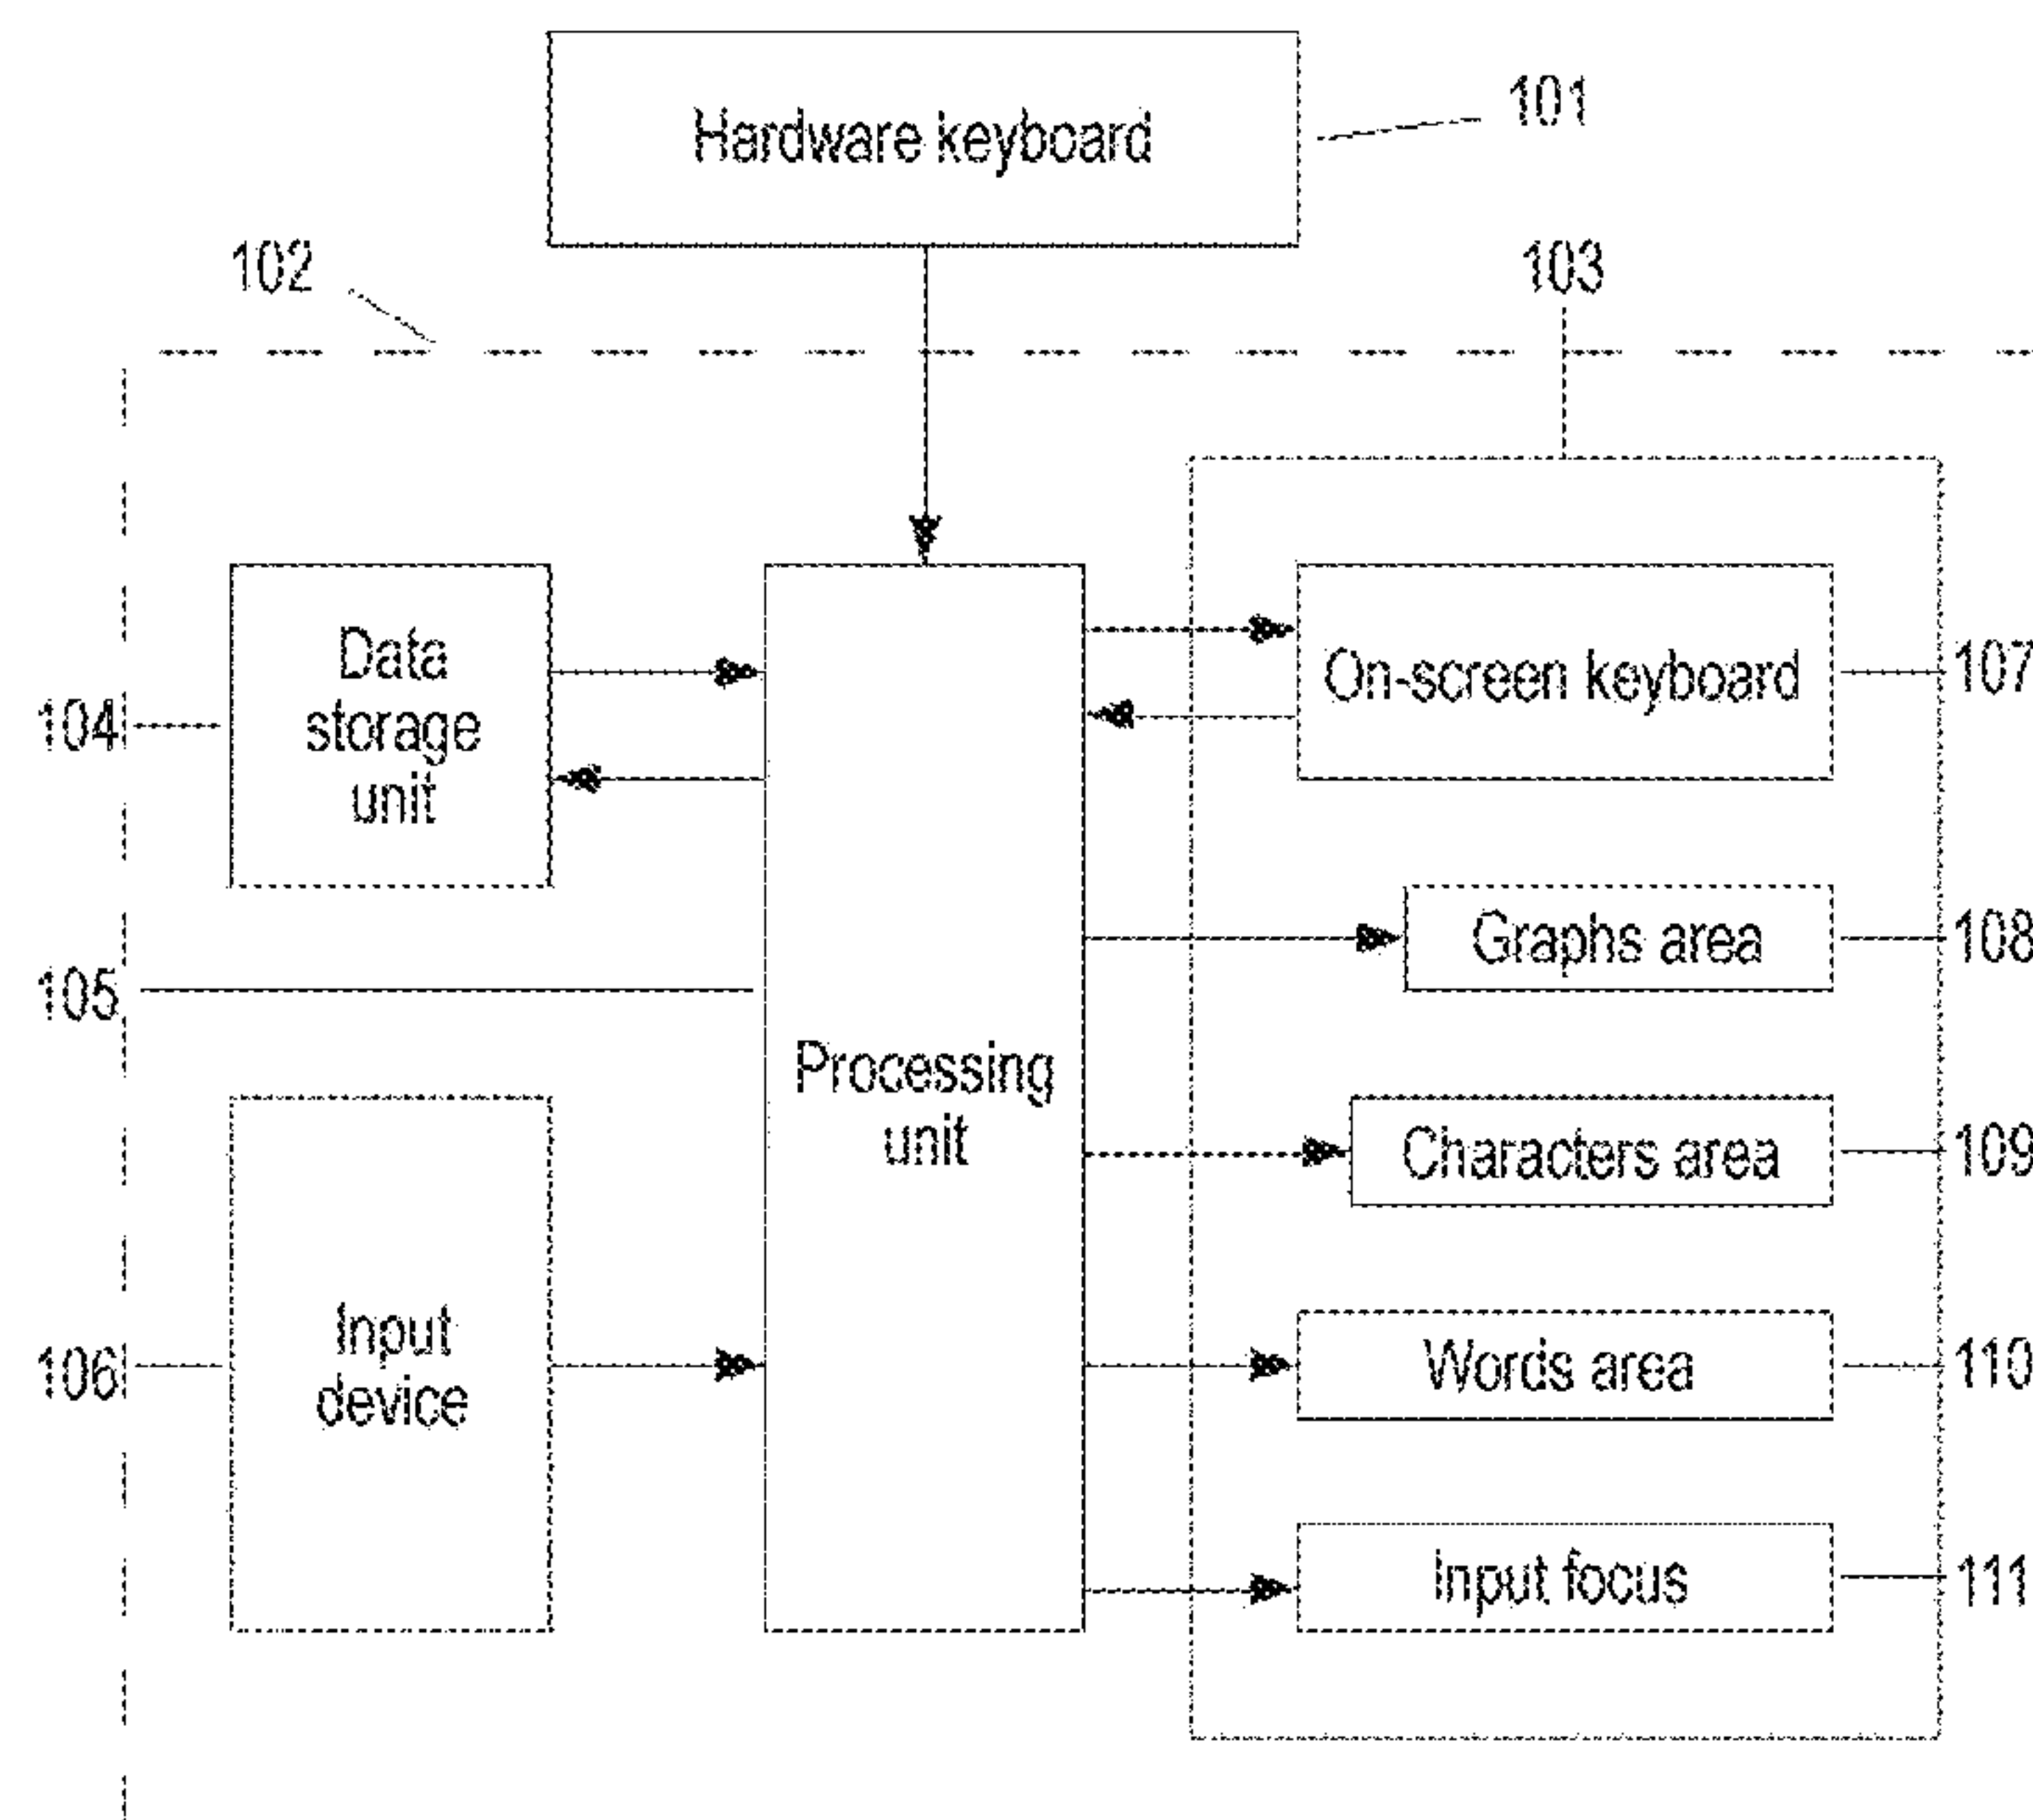 Hardware keyboard
101
102
103
Data
storage
unit
On-screen keyboard
107
104
Graphs area
108
105
Processing
unit
Characters area
109
Input
device
106
Words area
110
Input focus
111